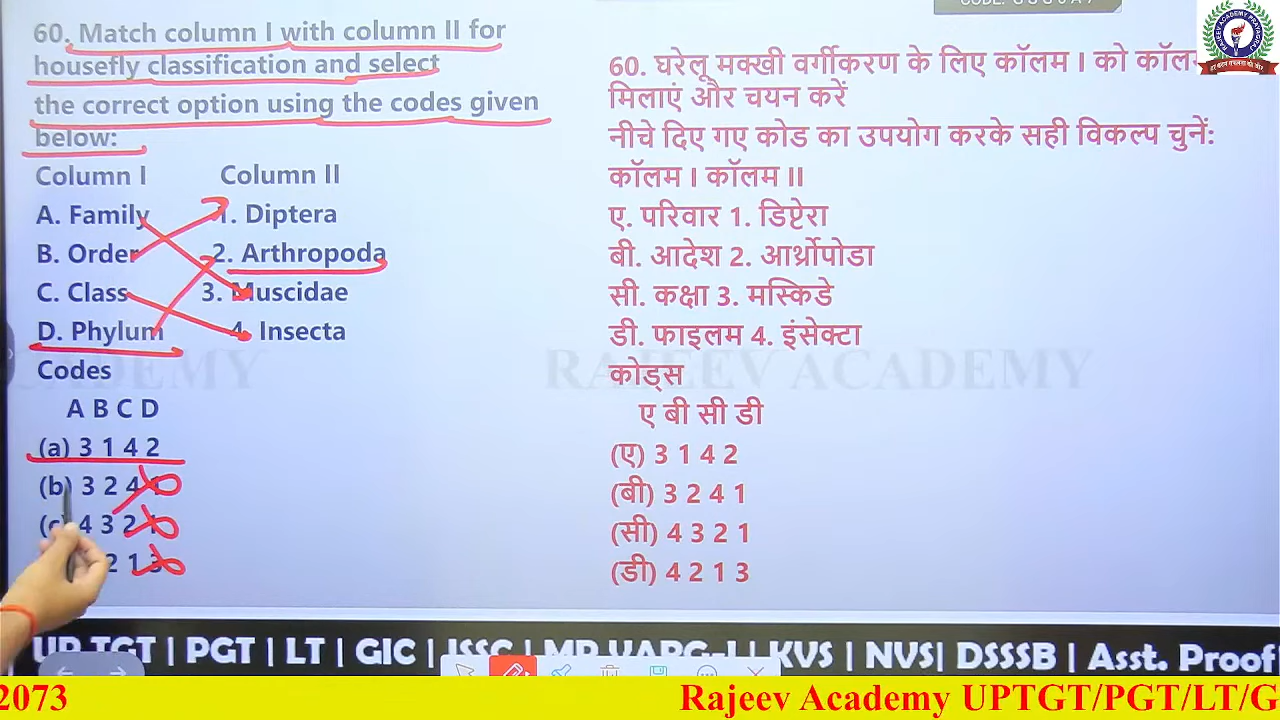 60. Match column I with column II for
housefly classification and select
the correct option using the codes given
below:
Column I Column II
A. Family 1. Diptera
B. Order 2. Arthropoda
C. Class 3. Muscidae
D. Phylum 4. Insecta
Codes
A B C D
(a) 3 1 4 2
(b) 3 2 4
(c) 4 3 2 1
2 1 3
60. घरेलू मक्खी वर्गीकरण के लिए कॉलम I को
मिलाएं और चयन करें
नीचे दिए गए कोड का उपयोग करके सही विकल्प चुनें:
कॉलम I कॉलम II
ए. परिवार 1. डिप्टेरा
बी. आदेश 2. आर्थ्रोपोडा
सी. कक्षा 3. मस्किडे
डी. फाइलम 4. इंसेक्टा
कोड्स
ए बी सी डी
(ए) 3 1 4 2
(बी) 3 2 4 1
(सी) 4 3 2 1
(डी) 4 2 1 3
RAJEEV ACADEMY
UP TGT | PGT | LT | GIC | JSSC | MP VARG-I | KVS | NVS| DSSSB | Asst. Proof
2073 Rajeev Academy UPTGT/PGT/LT/G